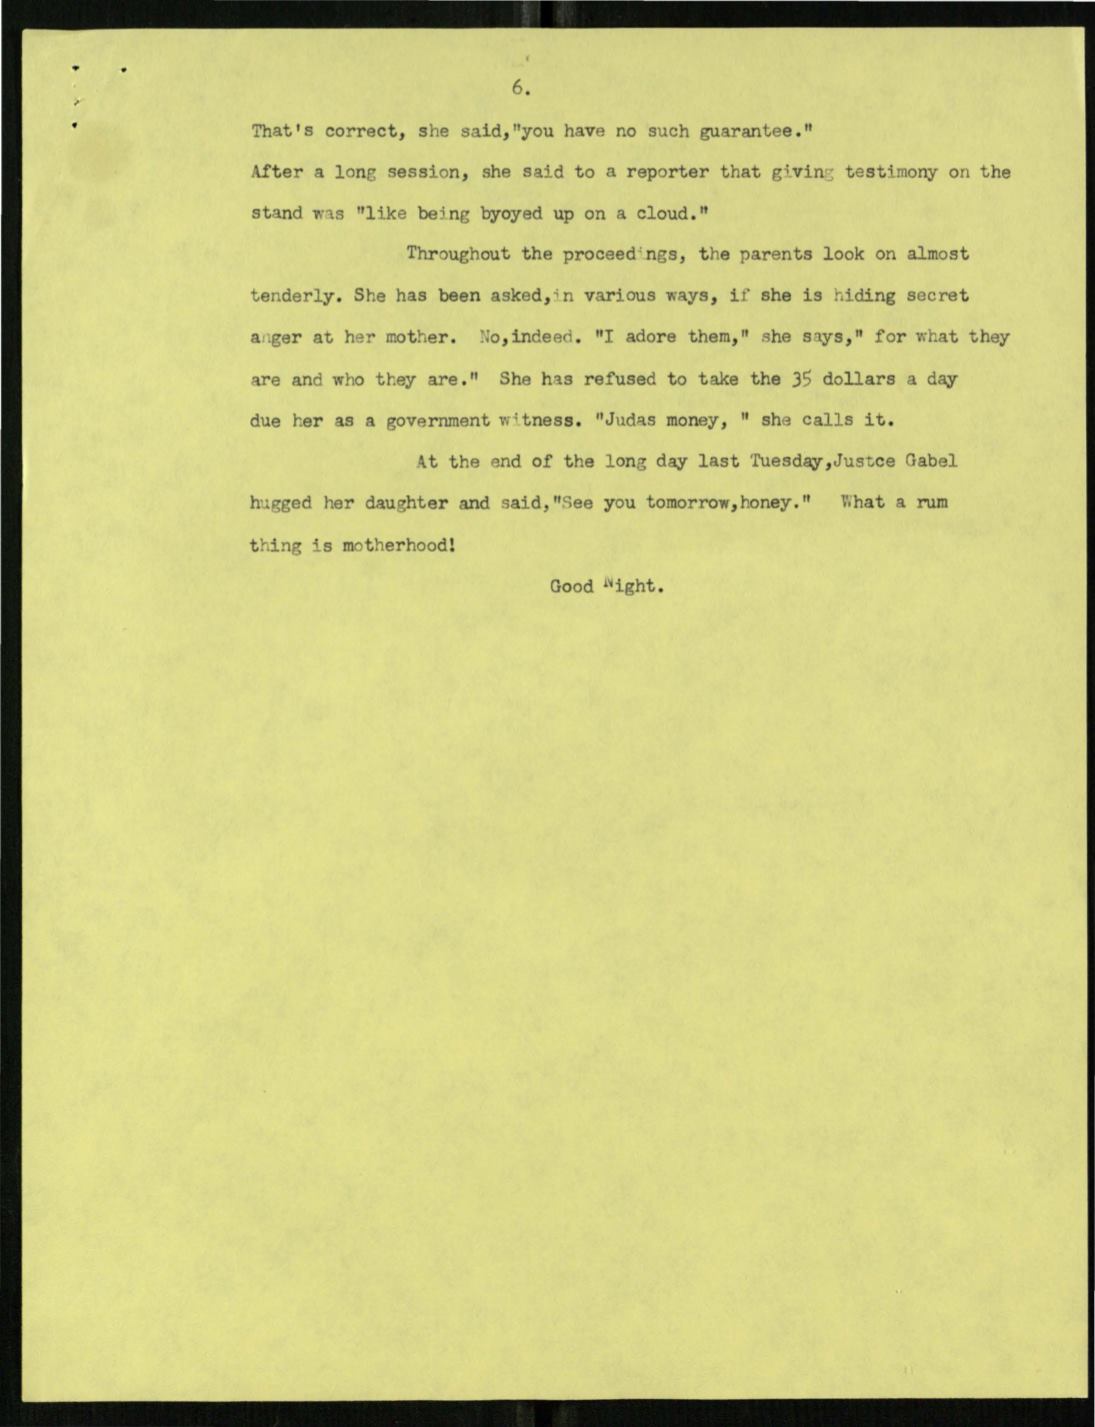 6.
That's correct, she said,"you have no such guarantee."
After a long session, she said to a reporter that giving testimony on the
stand was "like being byoyed up on a cloud."
Throughout the proceedings, the parents look on almost
tenderly. She has been asked,in various ways, if she is hiding secret
anger at her mother. No,indeed. "I adore them," she says," for what they
are and who they are." She has refused to take the 35 dollars a day
due her as a government witness. "Judas money, " she calls it.
At the end of the long day last Tuesday,Justce Gabel
hugged her daughter and said,"See you tomorrow,honey." What a rum
thing is motherhood!
Good Night.